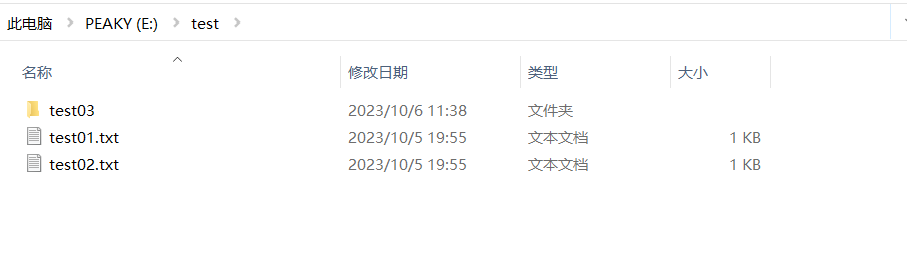 此电脑 PEAKY (E:) test
名称 修改日期 类型 大小
test03 2023/10/6 11:38 文件夹
test01.txt 2023/10/5 19:55 文本文档 1 KB
test02.txt 2023/10/5 19:55 文本文档 1 KB